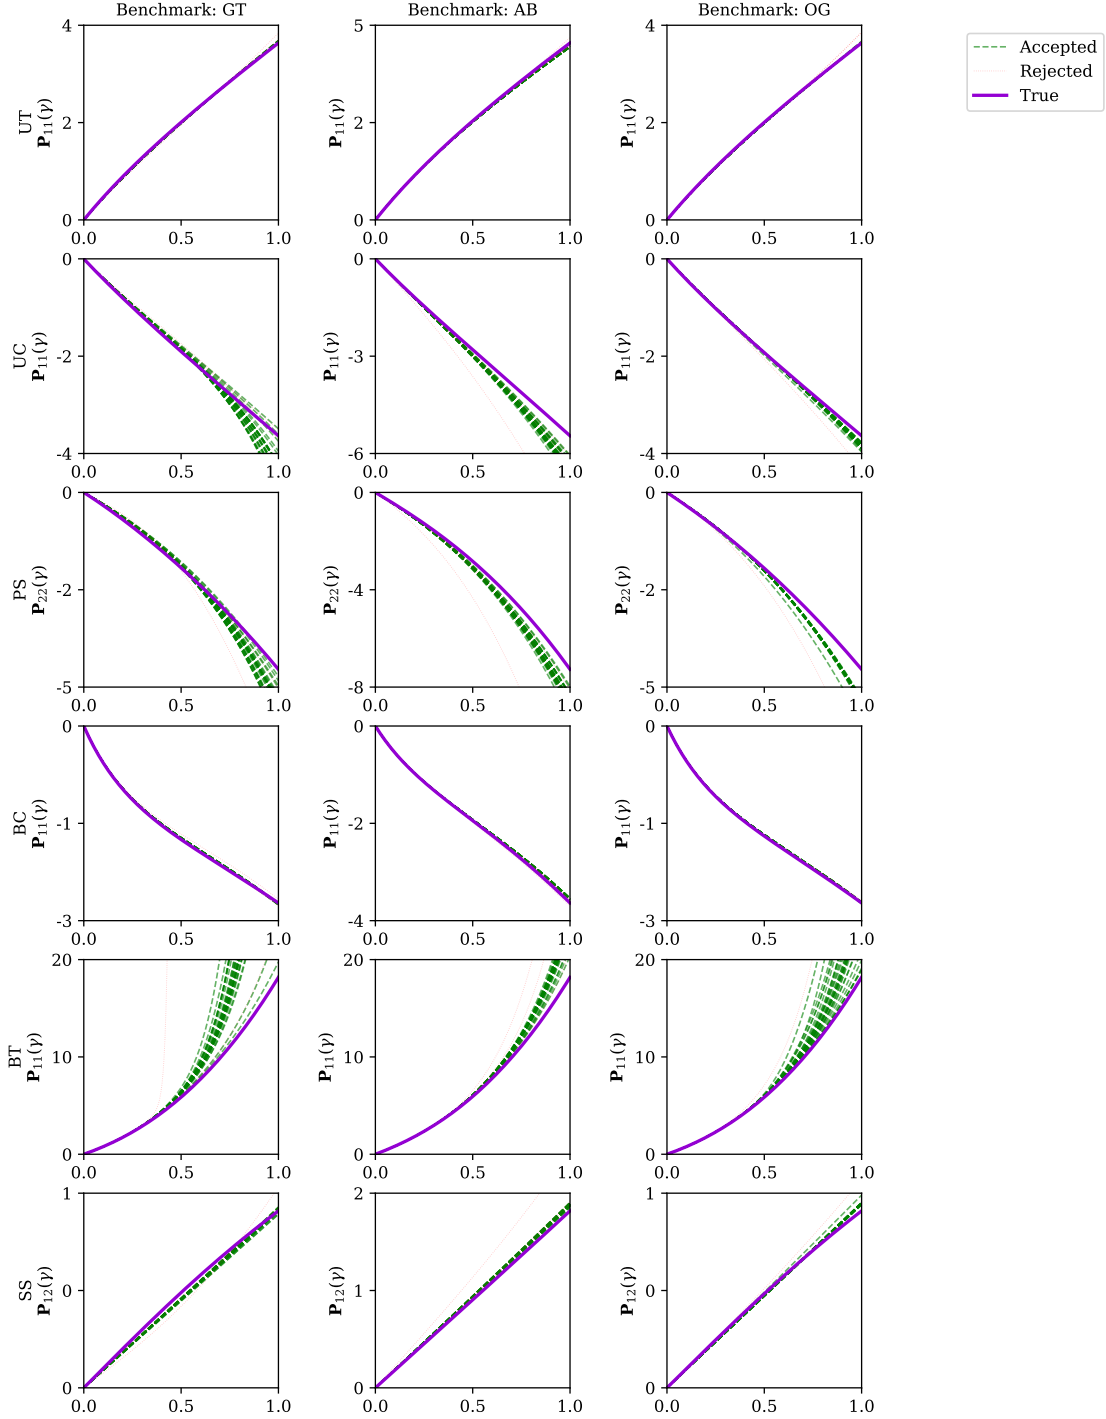 Benchmark: GT Benchmark: AB Benchmark: OG
Accepted
Rejected
True
UT
P11(γ) P11(γ) P11(γ)
4 2 0
5 2 0
4 2 0
0.0 0.5 1.0 0.0 0.5 1.0 0.0 0.5 1.0
UC
P11(γ) P11(γ) P11(γ)
0 -2 -4
0 -3 -6
0 -2 -4
0.0 0.5 1.0 0.0 0.5 1.0 0.0 0.5 1.0
PS
P22(γ) P22(γ) P22(γ)
0 -2 -5
0 -4 -8
0 -2 -5
0.0 0.5 1.0 0.0 0.5 1.0 0.0 0.5 1.0
BC
P11(γ) P11(γ) P11(γ)
0 -1 -3
0 -2 -4
0 -1 -3
0.0 0.5 1.0 0.0 0.5 1.0 0.0 0.5 1.0
BT
P11(γ) P11(γ) P11(γ)
20 10 0
20 10 0
20 10 0
0.0 0.5 1.0 0.0 0.5 1.0 0.0 0.5 1.0
SS
P12(γ) P12(γ) P12(γ)
1 0 0
2 1 0
1 0 0
0.0 0.5 1.0 0.0 0.5 1.0 0.0 0.5 1.0